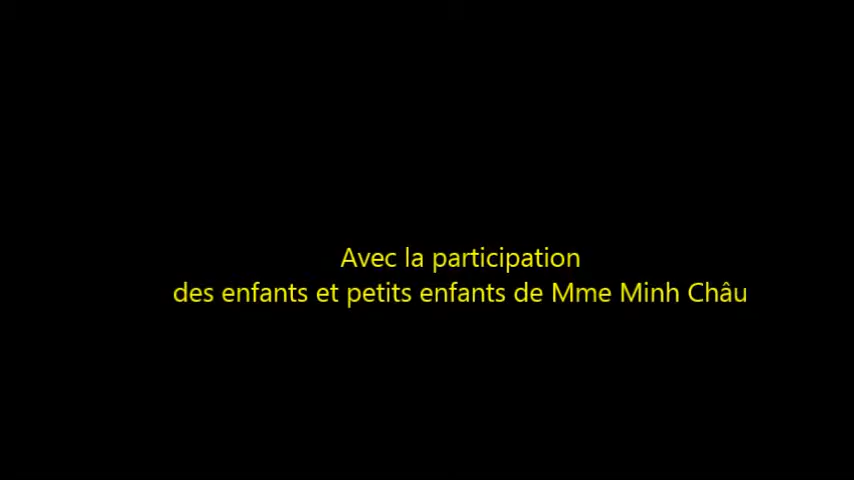 Avec la participation
des enfants et petits enfants de Mme Minh Châu